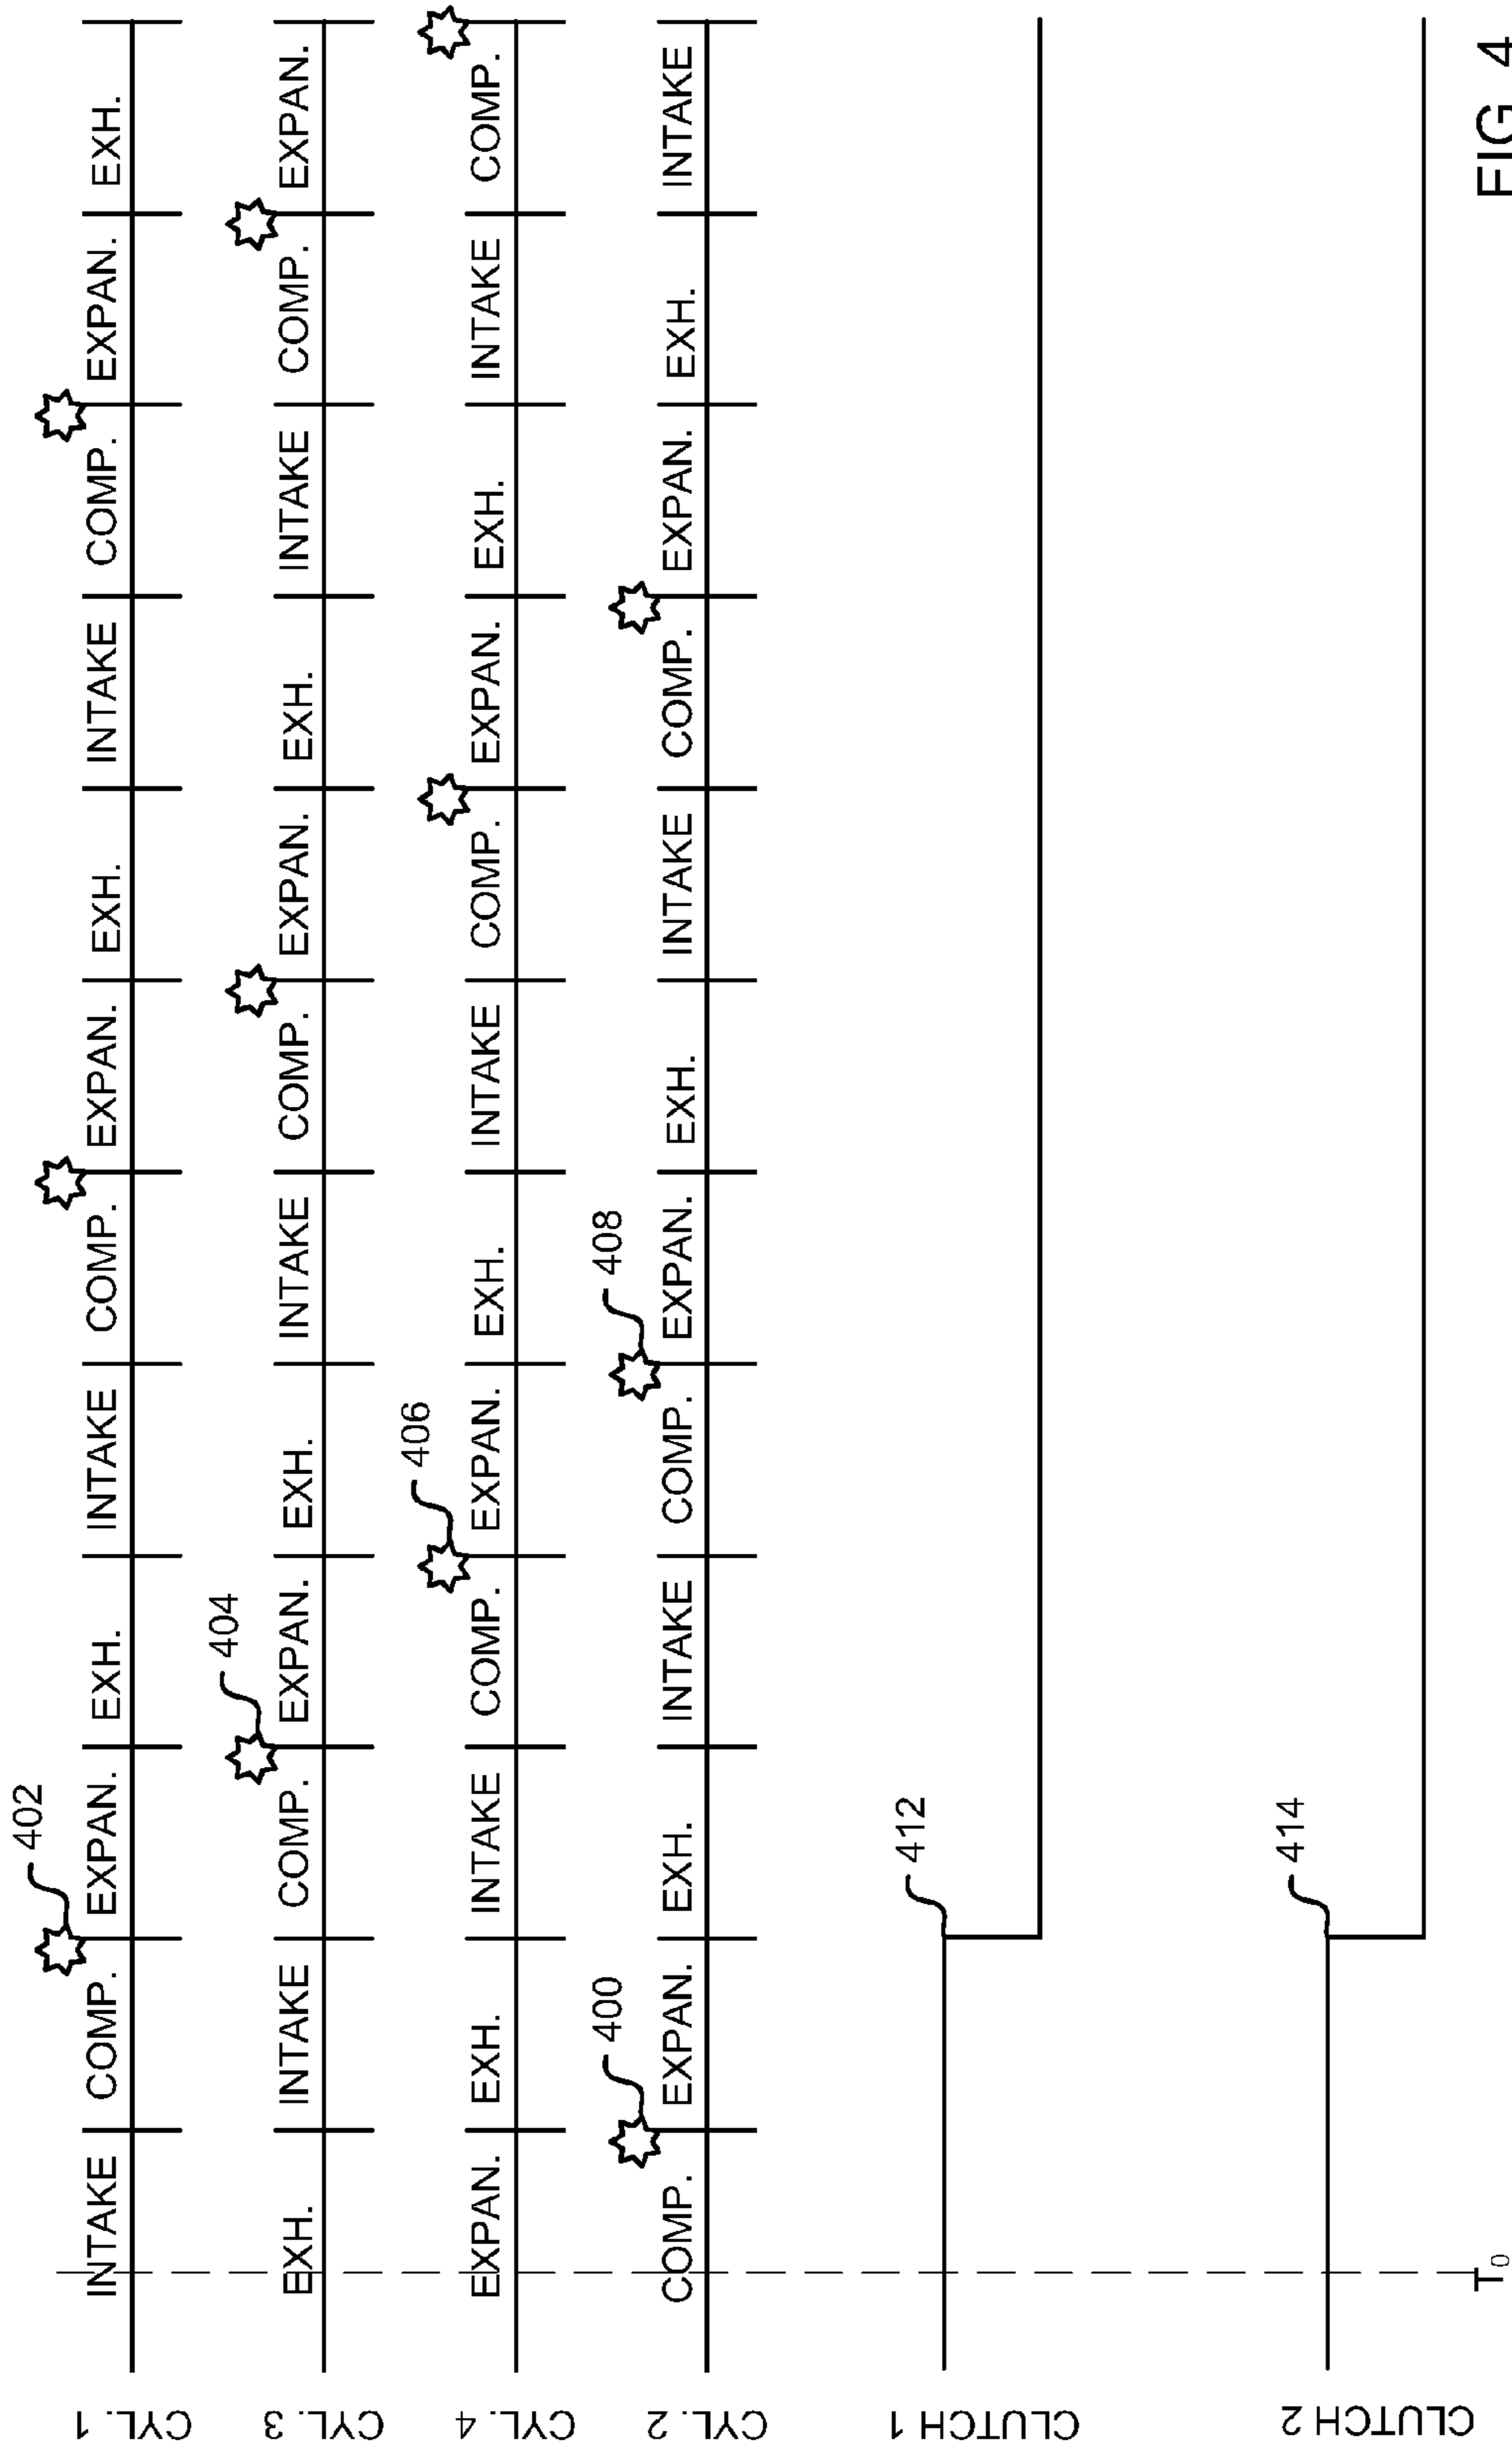 402
CYL. 1 INTAKE COMP. EXPAN. EXH. INTAKE COMP. EXPAN. EXH. INTAKE COMP. EXPAN. EXH.
404
CYL. 3 EXH. INTAKE COMP. EXPAN. EXH. INTAKE COMP. EXPAN. EXH. INTAKE COMP. EXPAN.
406
CYL. 4 EXPAN. EXH. INTAKE COMP. EXPAN. EXH. INTAKE COMP. EXPAN. EXH. INTAKE COMP.
400 408
CYL. 2 COMP. EXPAN. EXH. INTAKE COMP. EXPAN. EXH. INTAKE COMP. EXPAN. EXH. INTAKE
412
CLUTCH 1
414
CLUTCH 2
T0
FIG 4